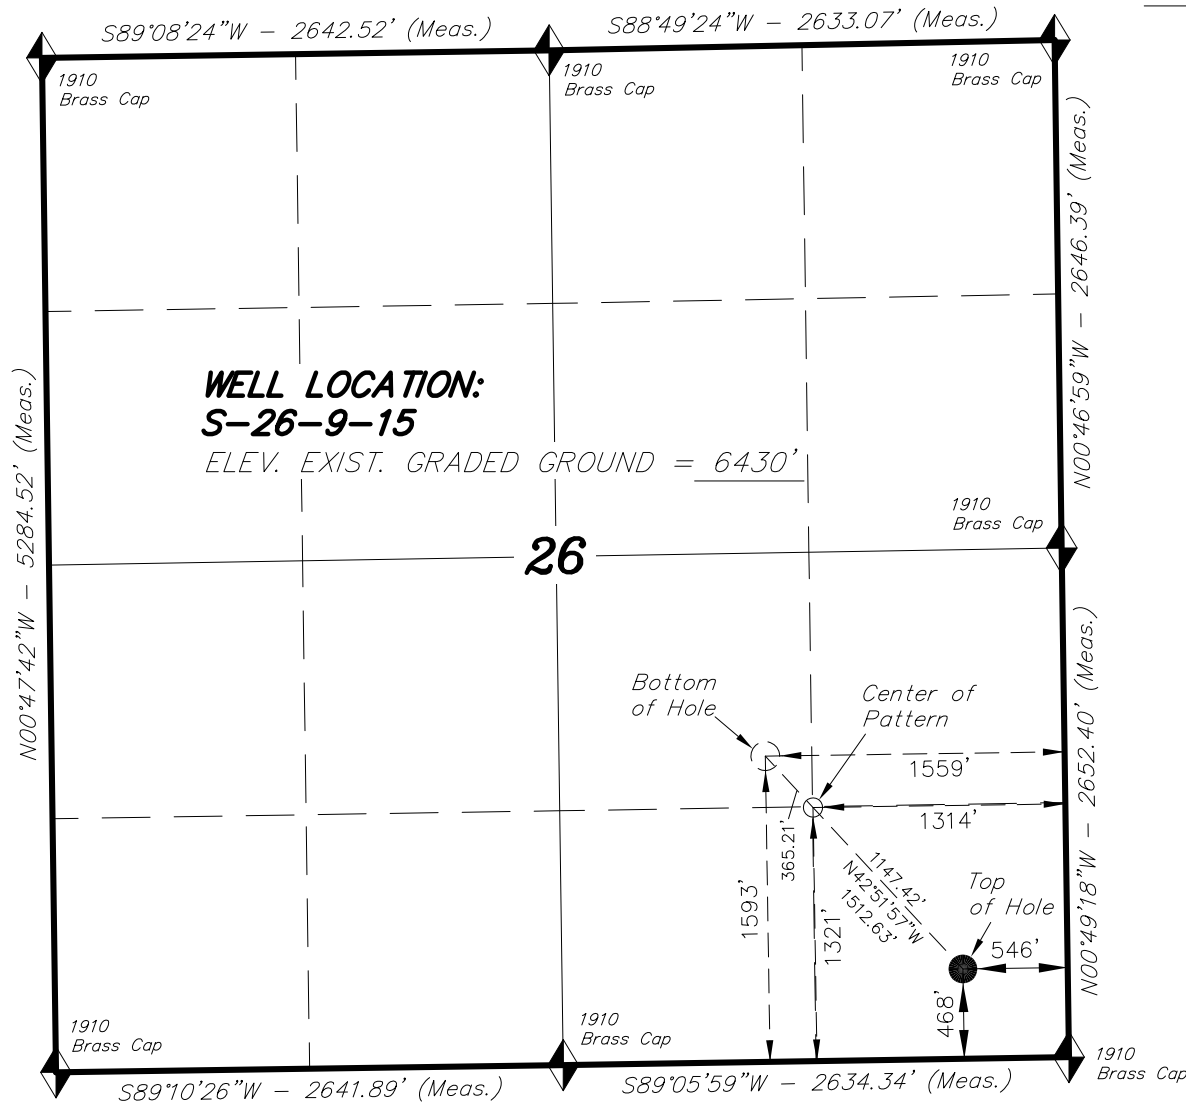 S89°08'24"W - 2642.52' (Meas.)
S88°49'24"W - 2633.07' (Meas.)
1910
Brass Cap
1910
Brass Cap
1910
Brass Cap
N00°46'59"W - 2646.39' (Meas.)
N00°47'42"W - 5284.52' (Meas.)
WELL LOCATION:
S-26-9-15
ELEV. EXIST. GRADED GROUND = 6430'
1910
Brass Cap
26
Bottom
of Hole
Center of
Pattern
1559'
1314'
365.21'
1593'
1321'
1147.42'
N42°51'57"W
1512.63'
Top
of Hole
546'
468'
N00°49'18"W - 2652.40' (Meas.)
1910
Brass Cap
1910
Brass Cap
1910
Brass Cap
S89°10'26"W - 2641.89' (Meas.)
S89°05'59"W - 2634.34' (Meas.)